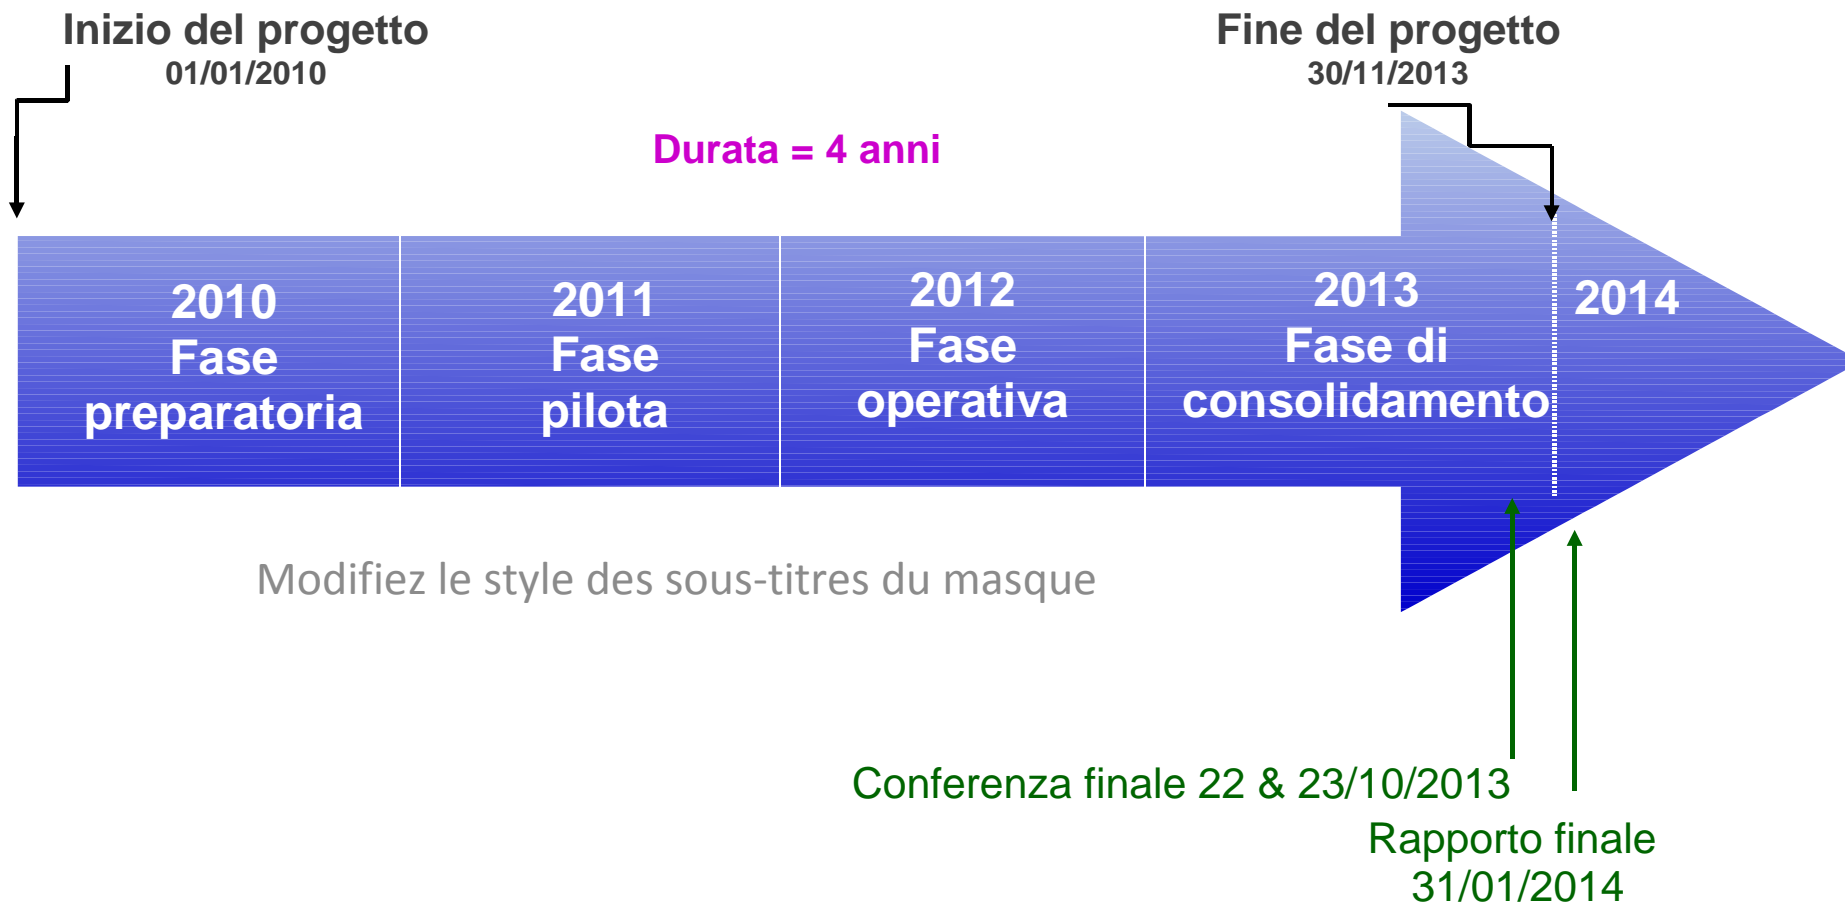 Inizio del progetto
01/01/2010
Fine del progetto
30/11/2013
Durata = 4 anni
2010
Fase
preparatoria
2011
Fase
pilota
2012
Fase
operativa
2013
Fase di
consolidamento
2014
Modifiez le style des sous-titres du masque
Conferenza finale 22 & 23/10/2013
Rapporto finale
31/01/2014